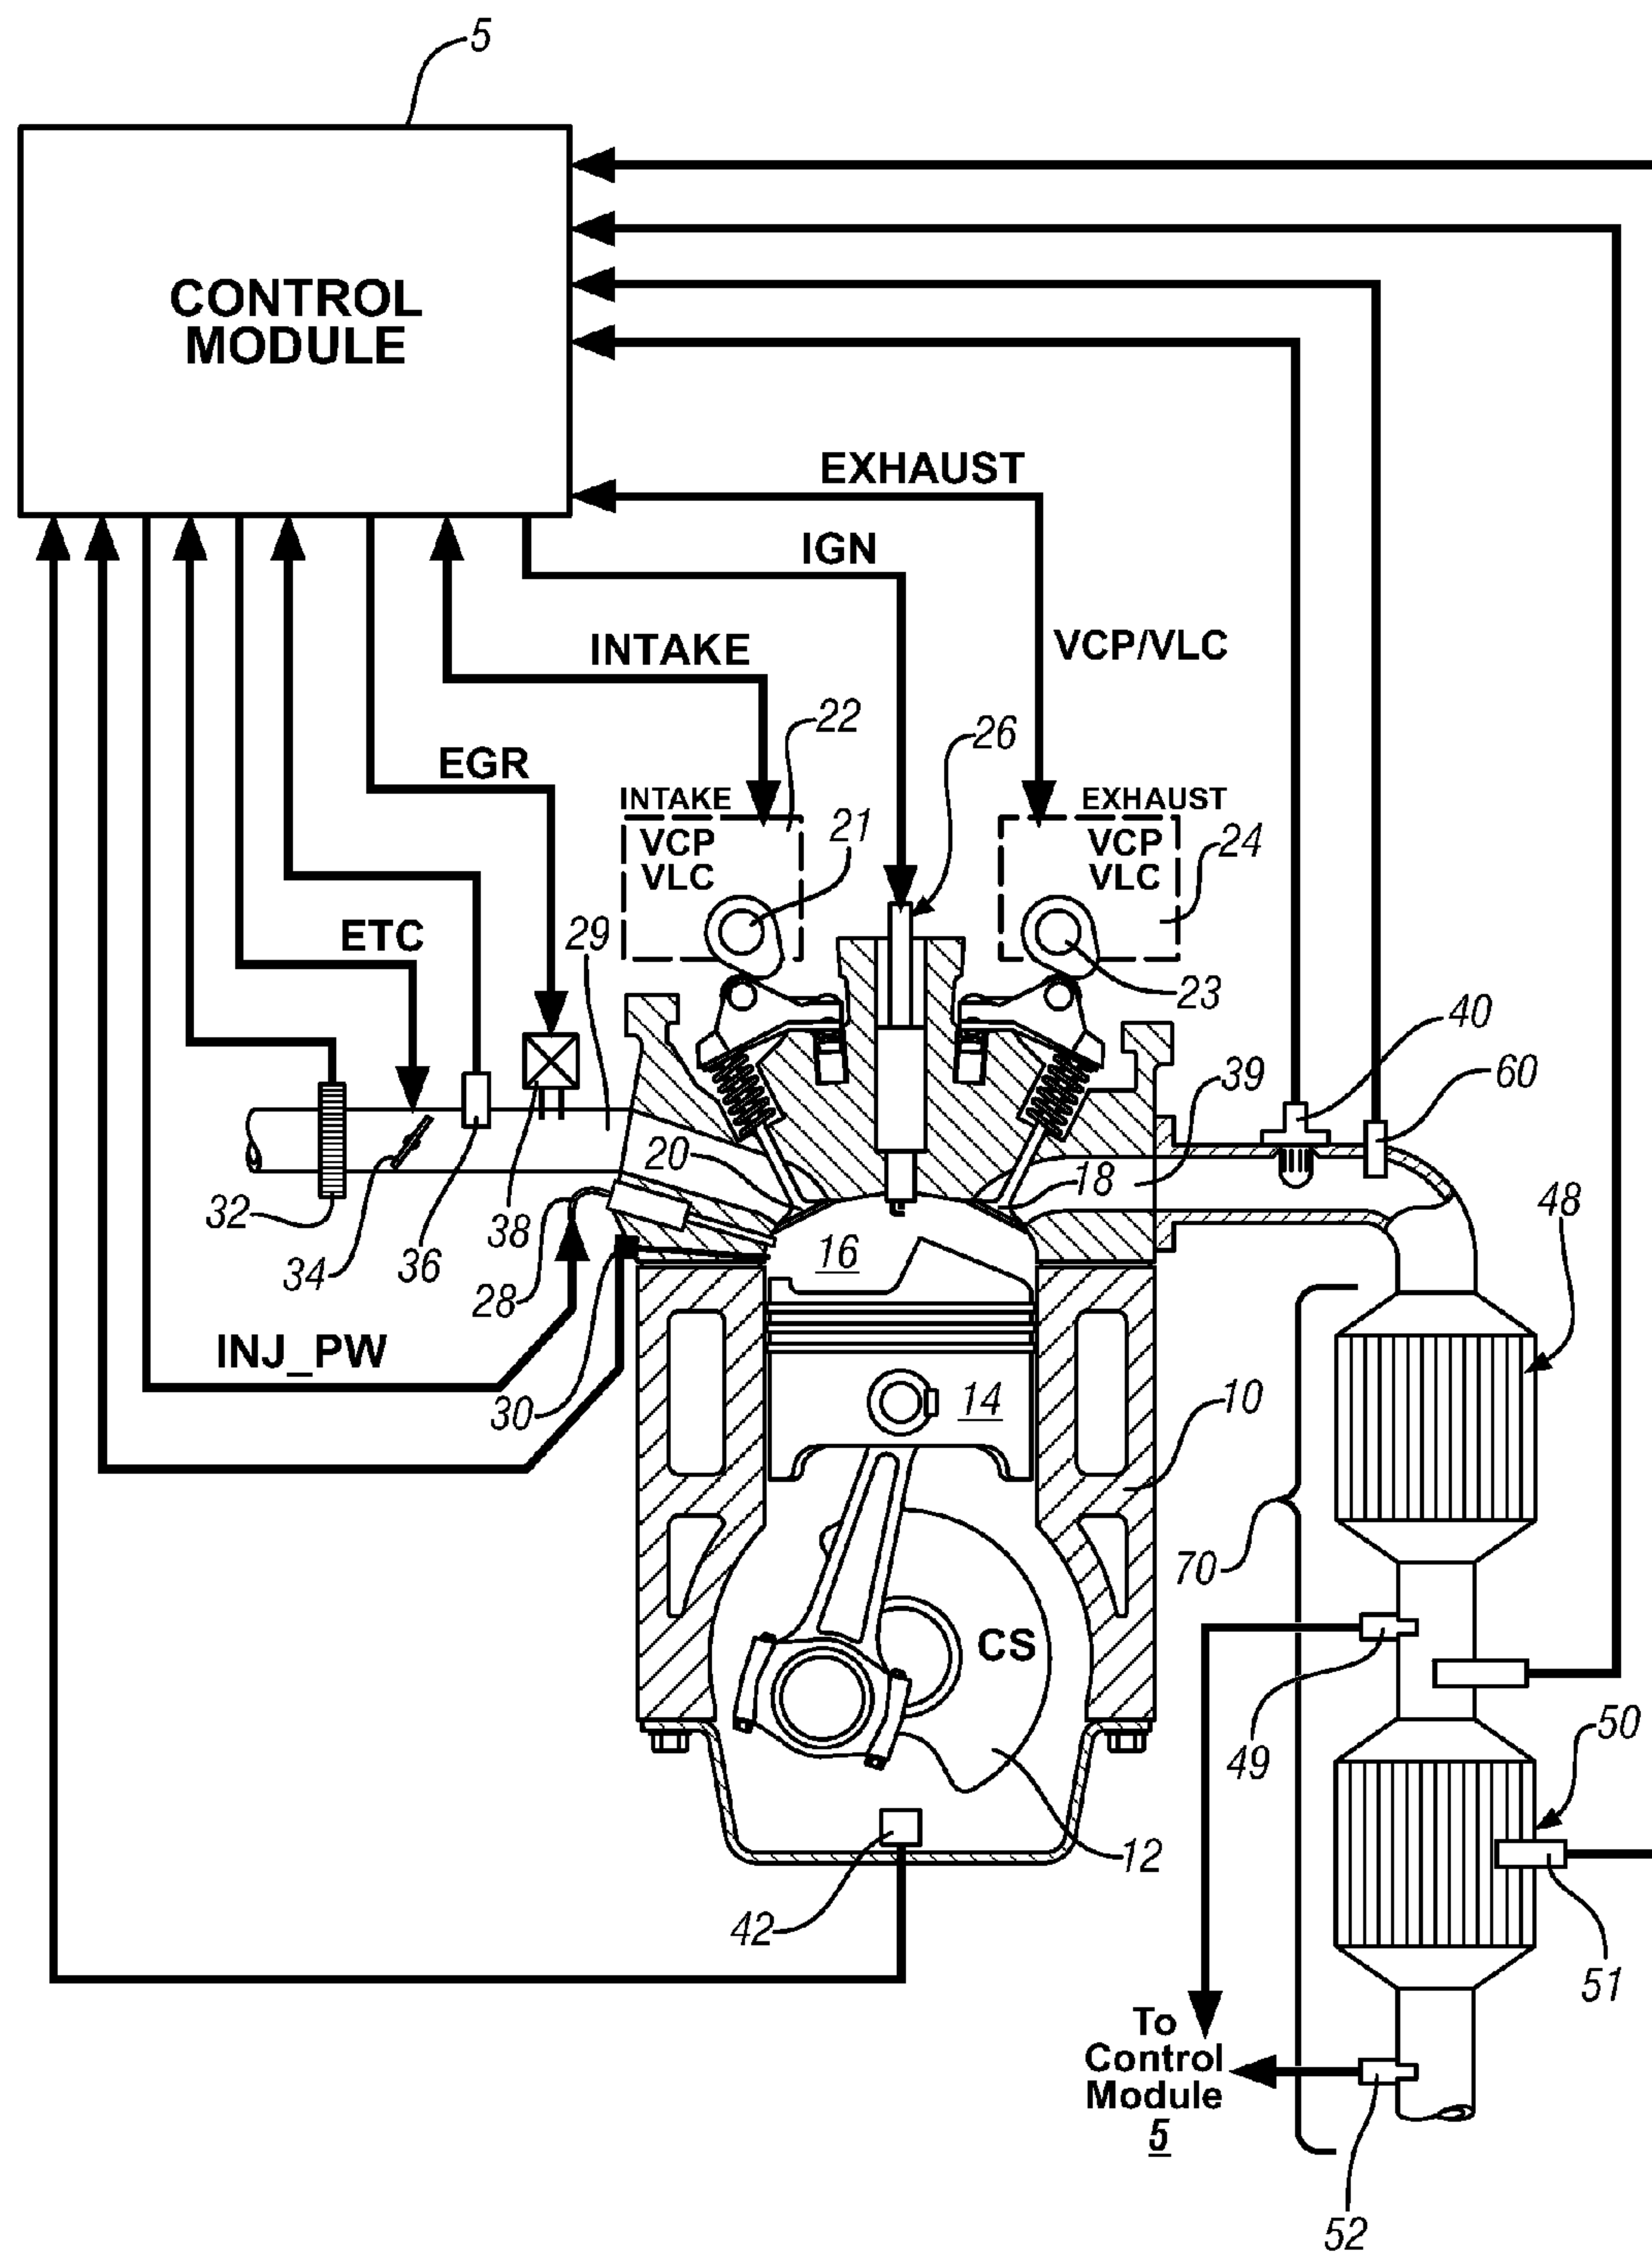 5
CONTROL
MODULE
EXHAUST
IGN
INTAKE
VCP/VLC
22
26
EGR
INTAKE
EXHAUST
VCP
VLC
21
VCP
VLC
24
ETC
29
23
40
39
60
20
18
32
38
48
34
36
28
16
INJ_PW
30
14
10
70
CS
49
50
12
42
51
To
Control
Module
5
52